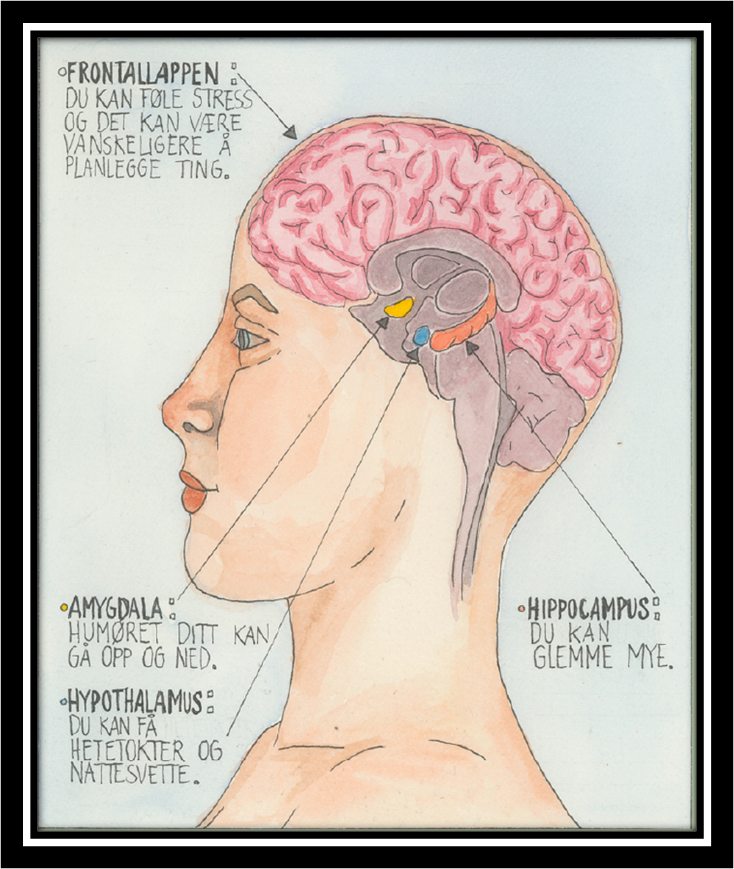 FRONTALLAPPEN:
DU KAN FØLE STRESS
OG DET KAN VÆRE
VANSKELIGERE Å
PLANLEGGE TING.
AMYGDALA:
HUMØRET DITT KAN
GÅ OPP OG NED.
HYPOTHALAMUS:
DU KAN FÅ
HETETOKTER OG
NATTESVETTE.
HIPPOCAMPUS:
DU KAN
GLEMME MYE.